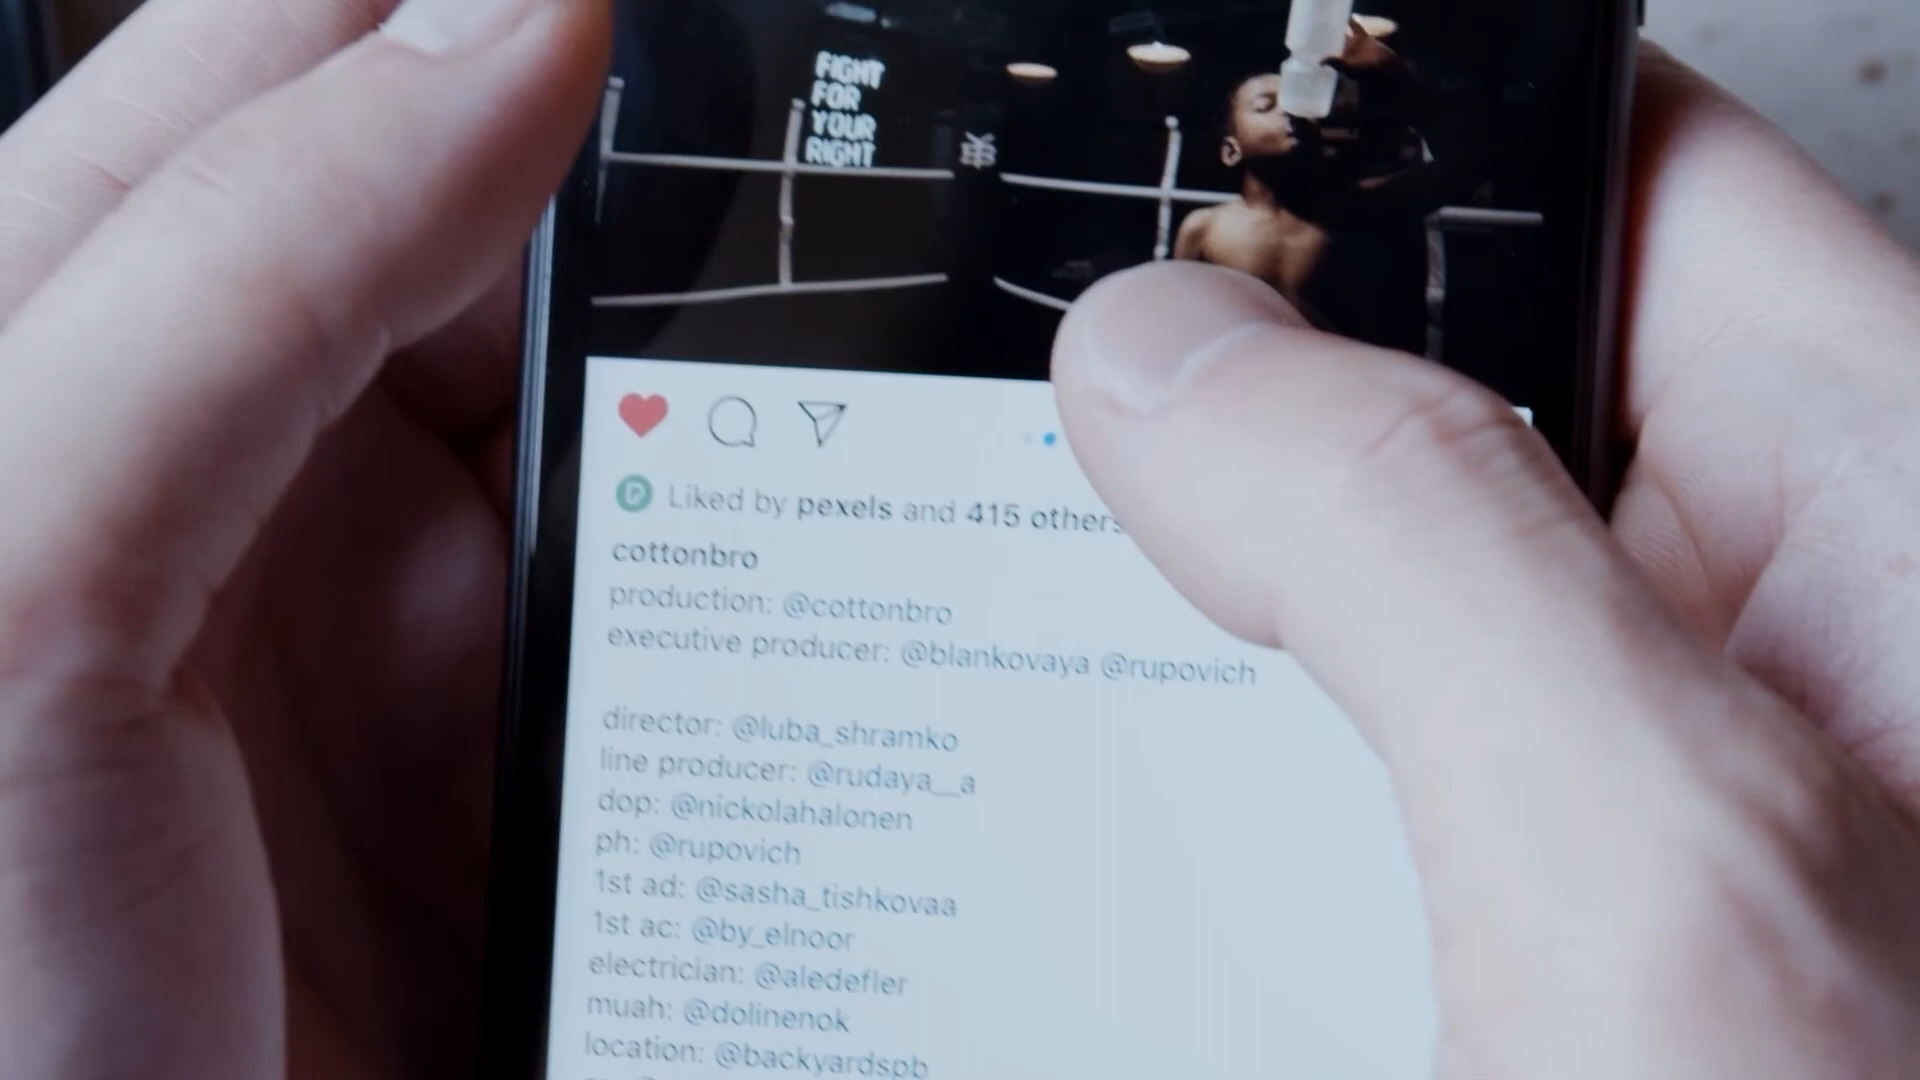 FIGHT
FOR
YOUR
RIGHT
Liked by pexels and 415 others
cottonbro
production: @cottonbro
executive producer: @blankovaya @rupovich
director: @luba_shramko
line producer: @rudaya__a
dop: @nickolahalonen
ph: @rupovich
1st ad: @sasha_tishkovaa
1st ac: @by_elnoor
electrician: @aledefler
muah: @dolinenok
location: @backyardspb